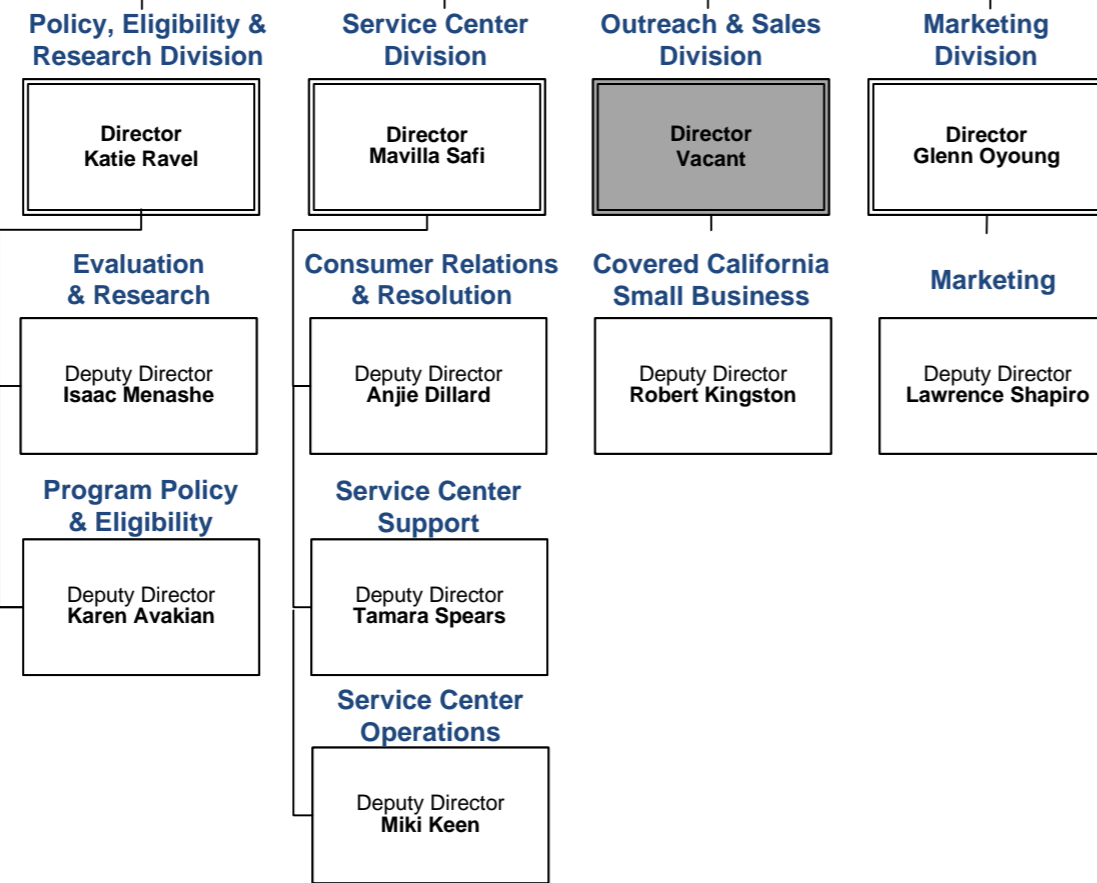 Policy, Eligibility &
Research Division
Director
Katie Ravel
Evaluation
& Research
Deputy Director
Isaac Menashe
Program Policy
& Eligibility
Deputy Director
Karen Avakian
Service Center
Division
Director
Mavilla Safi
Consumer Relations
& Resolution
Deputy Director
Anjie Dillard
Service Center
Support
Deputy Director
Tamara Spears
Service Center
Operations
Deputy Director
Miki Keen
Outreach & Sales
Division
Director
Vacant
Covered California
Small Business
Deputy Director
Robert Kingston
Marketing
Division
Director
Glenn Oyoung
Marketing
Deputy Director
Lawrence Shapiro